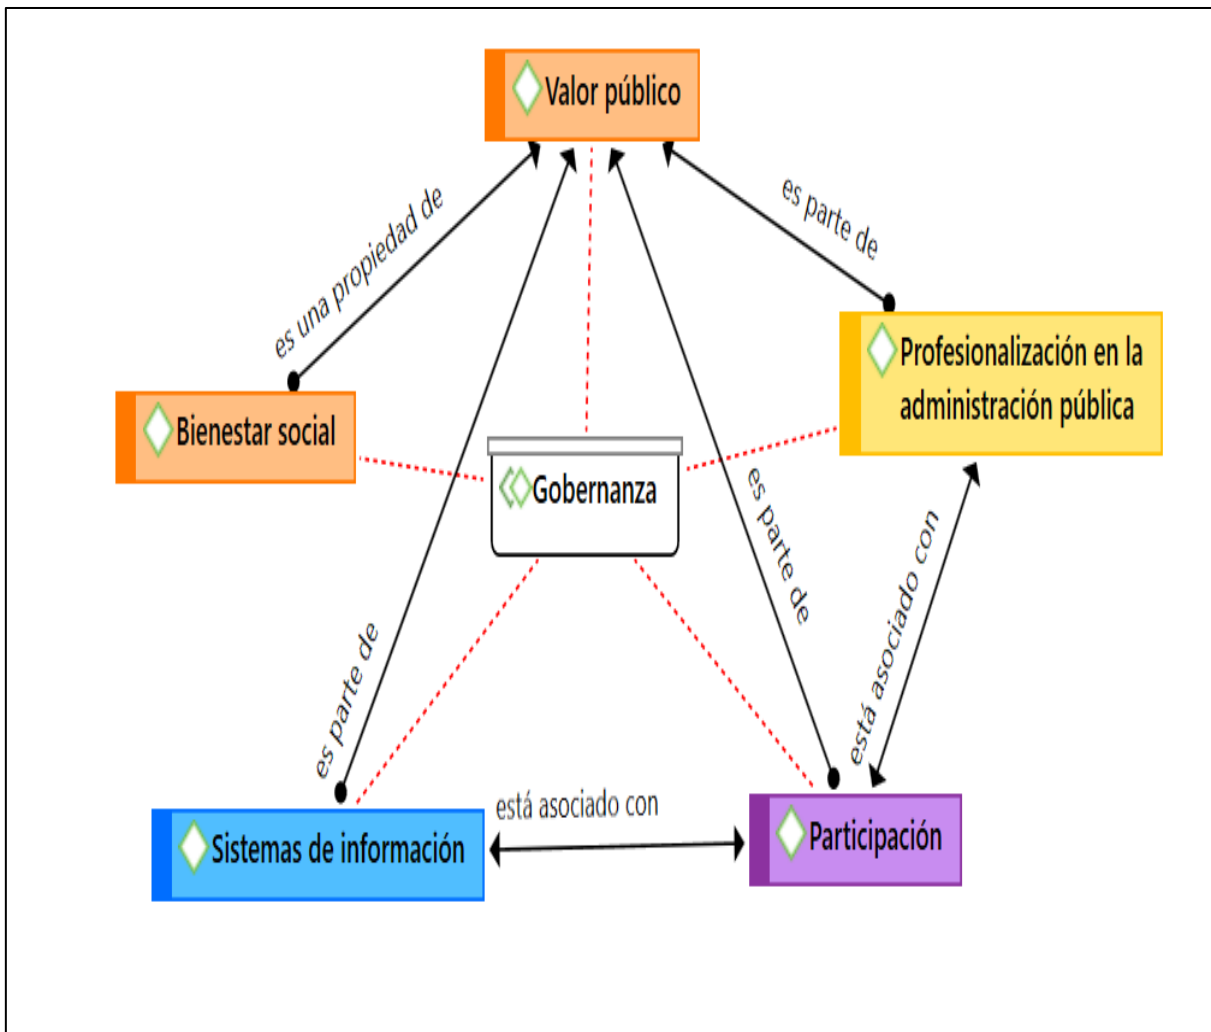 Valor público
es una propiedad de
es parte de
Profesionalización en la
administración pública
Bienestar social
Gobernanza
es parte de
es parte de
está asociado con
está asociado con
Sistemas de información
Participación